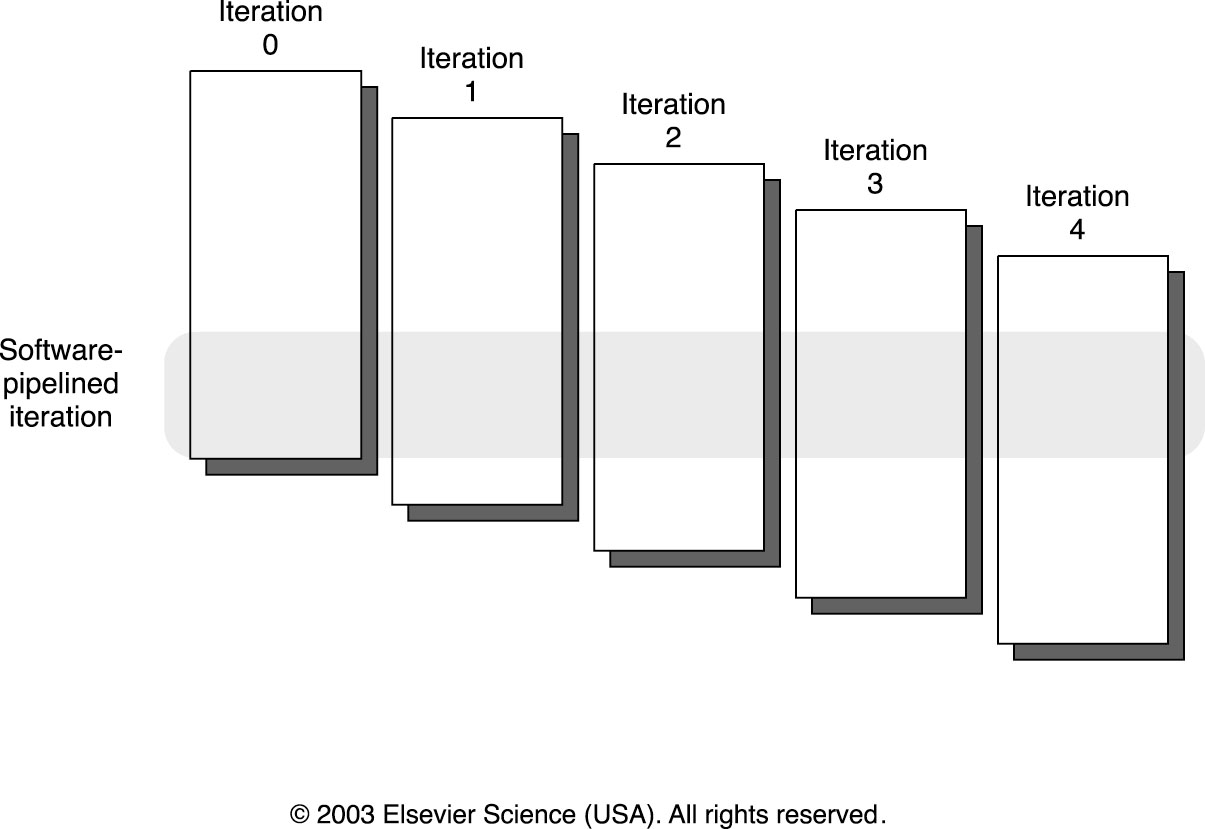 Iteration
0
Iteration
1
Iteration
2
Iteration
3
Iteration
4
Software-
pipelined
iteration
© 2003 Elsevier Science (USA). All rights reserved.